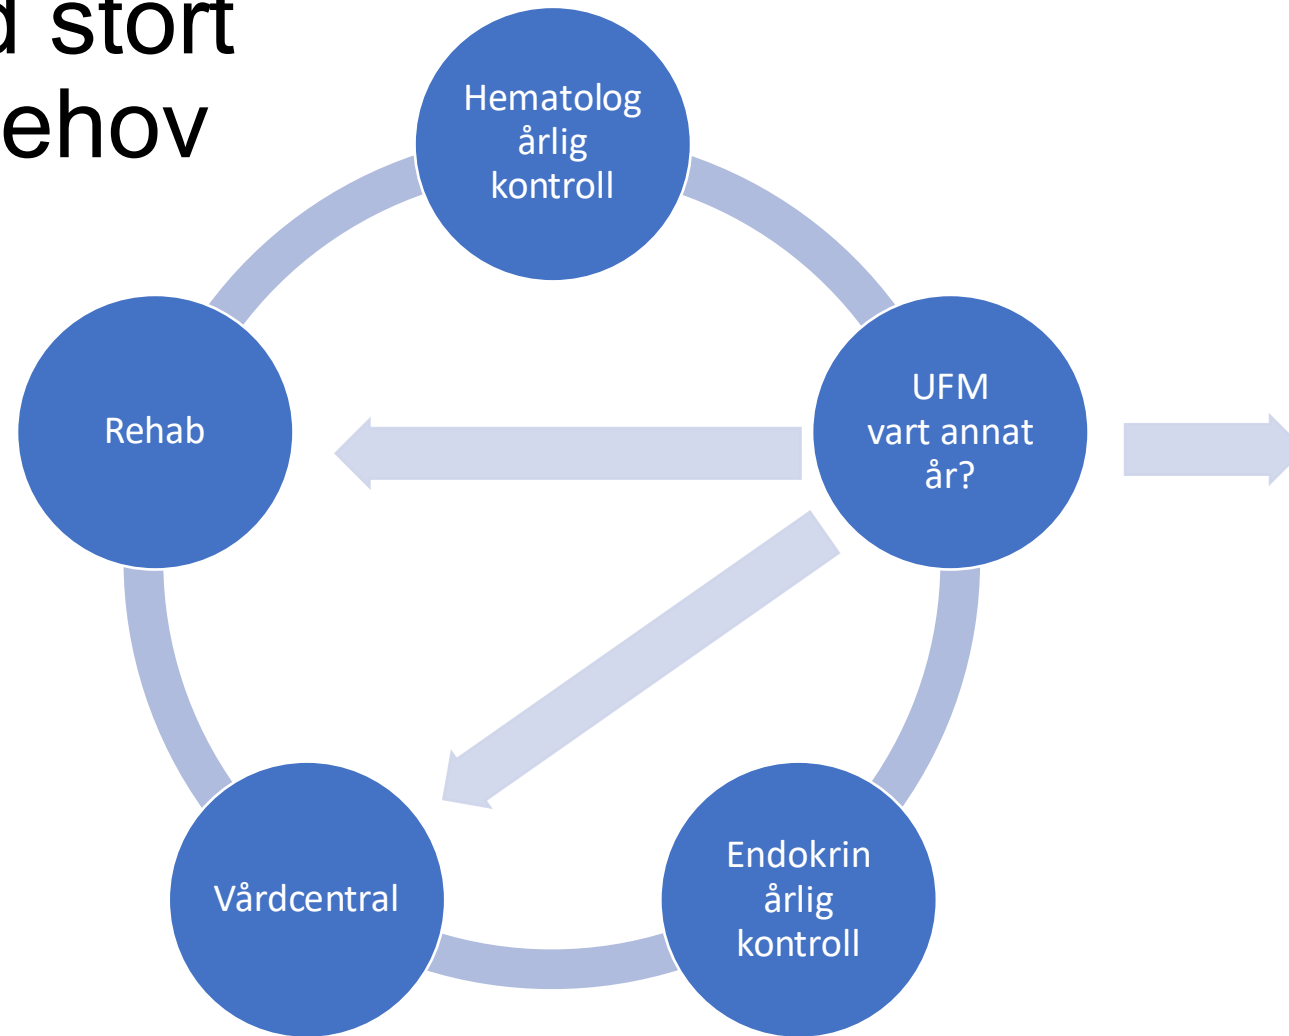 stort
ehov
Hematolog
årlig
kontroll
UFM
vart annat
år?
Rehab
Endokrin
årlig
kontroll
Vårdcentral